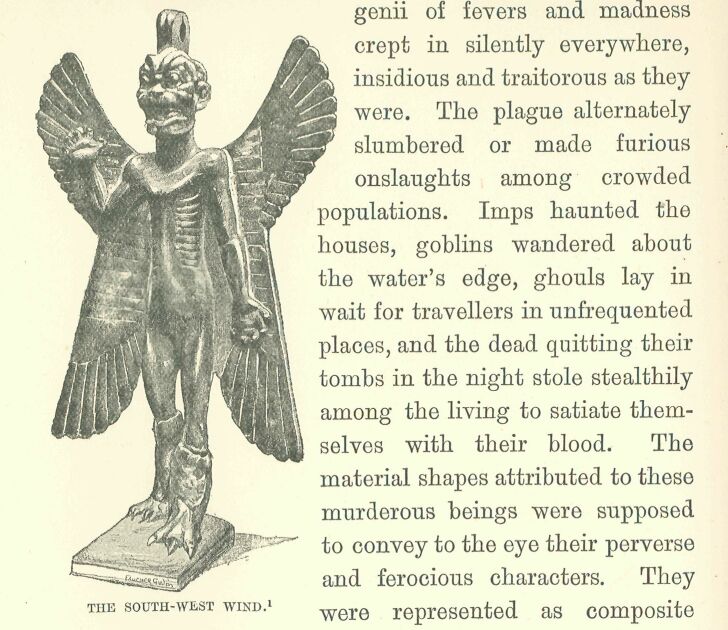 genii of fevers and madness
crept in silently everywhere,
insidious and traitorous as they
were. The plague alternately
slumbered or made furious
onslaughts among crowded
populations. Imps haunted the
houses, goblins wandered about
the water's edge, ghouls lay in
wait for travellers in unfrequented
places, and the dead quitting their
tombs in the night stole stealthily
among the living to satiate them-
selves with their blood. The
material shapes attributed to these
murderous beings were supposed
to convey to the eye their perverse
and ferocious characters. They
were represented as composite
THE SOUTH-WEST WIND.¹